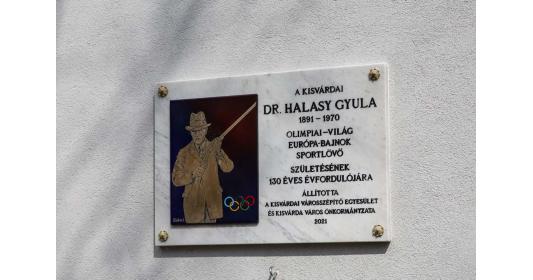 A KISVÁRDAI
DR. HALASY GYULA
1891 – 1970
OLIMPIAI-VILÁG
EURÓPA-BAJNOK
SPORTLÖVŐ
SZÜLETÉSÉNEK
130 ÉVES ÉVFORDULÓJÁRA
ÁLLÍTOTTA
A KISVÁRDAI VÁROSSZÉPÍTŐ EGYESÜLET
ÉS KISVÁRDA VÁROS ÖNKORMÁNYZATA
2021